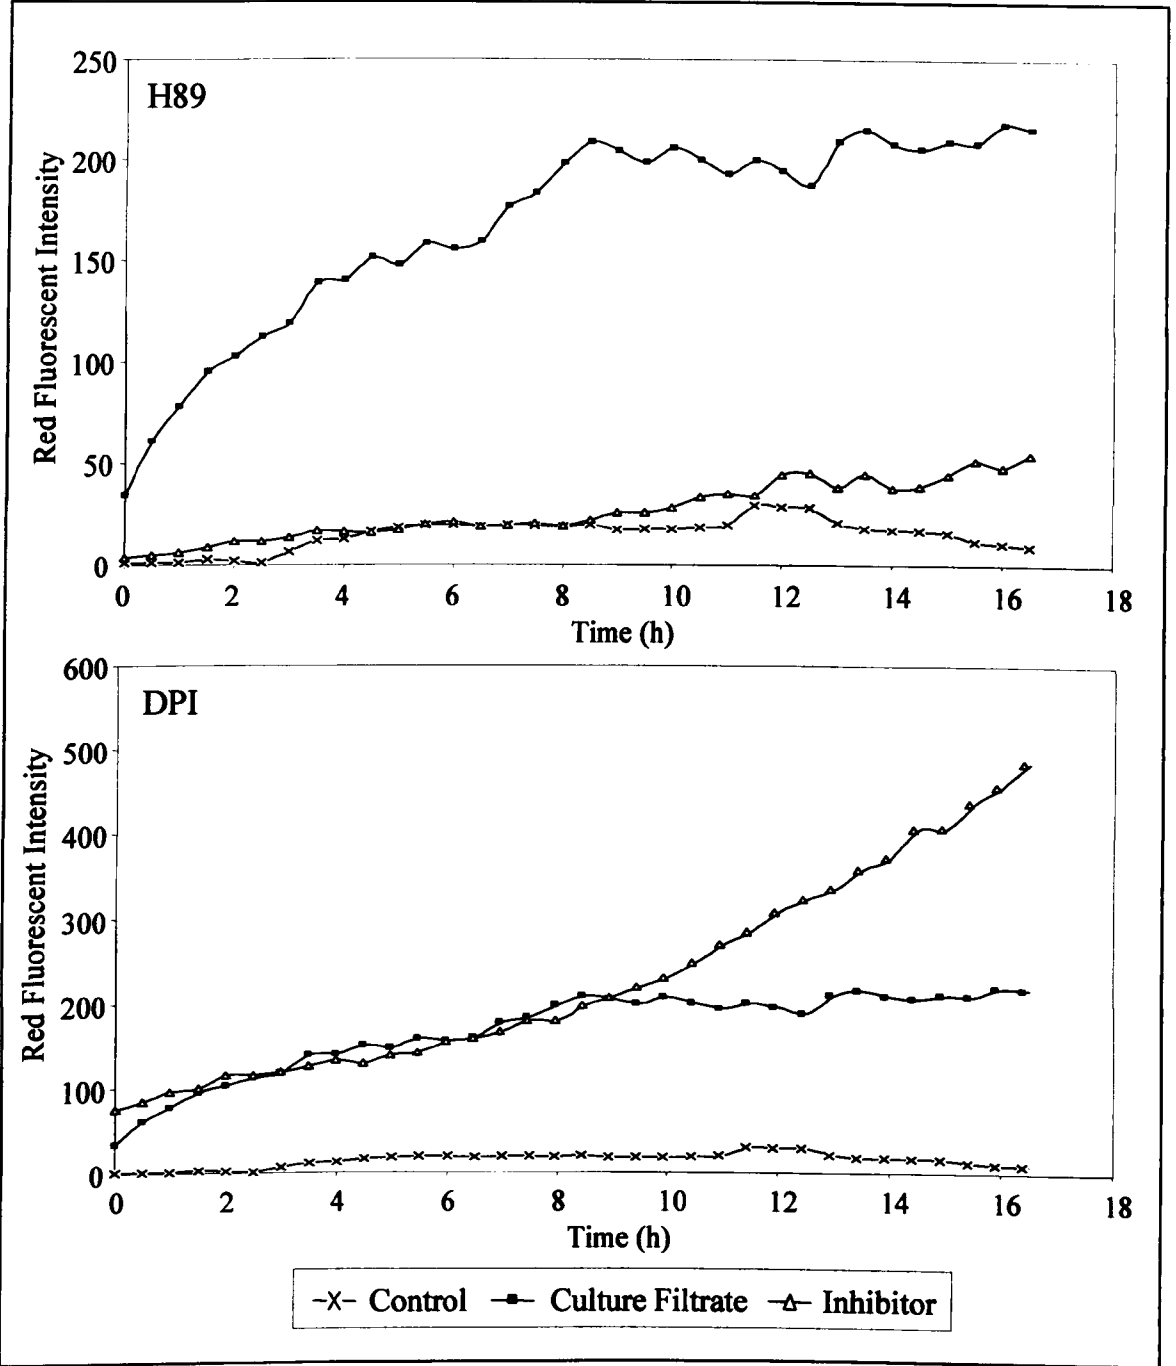 250
H89
200
150
100
50
0
0 2 4 6 8 10 12 14 16 18
Red Fluorescent Intensity
Time (h)
600
DPI
500
400
300
200
100
0
0 2 4 6 8 10 12 14 16 18
Red Fluorescent Intensity
Time (h)
Control Culture Filtrate Inhibitor